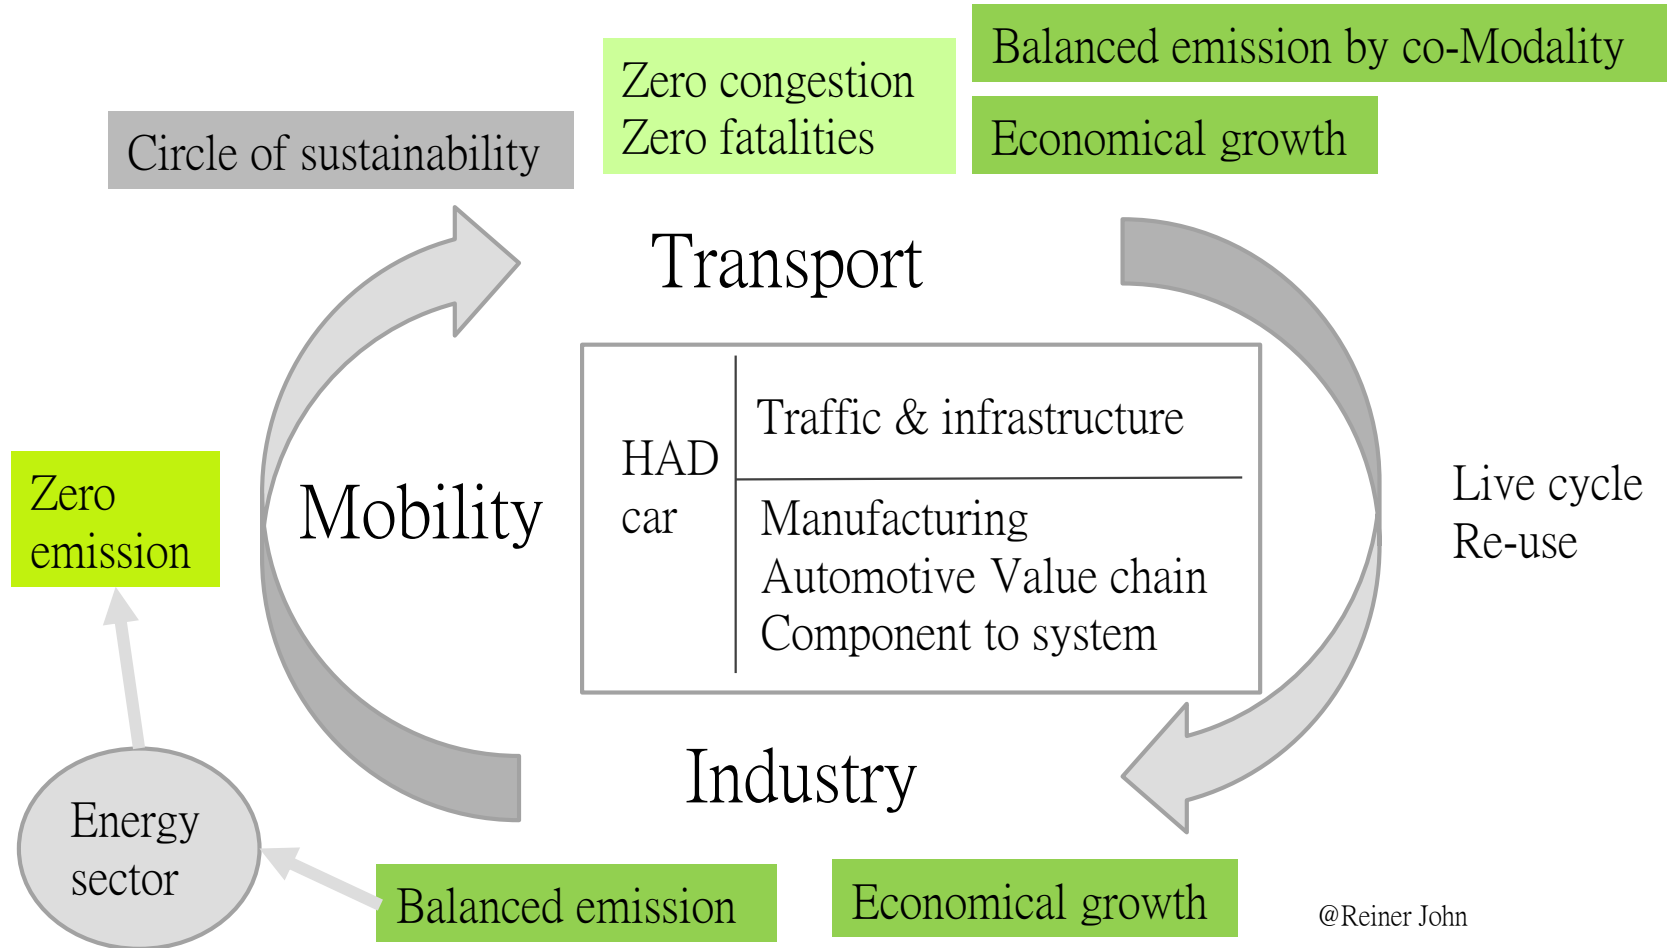 Balanced emission by co-Modality
Zero congestion
Zero fatalities
Economical growth
Circle of sustainability
Transport
Traffic & infrastructure
HAD
car
Mobility
Manufacturing
Automotive Value chain
Component to system
Zero
emission
Live cycle
Re-use
Industry
Energy
sector
Balanced emission
Economical growth
@Reiner John